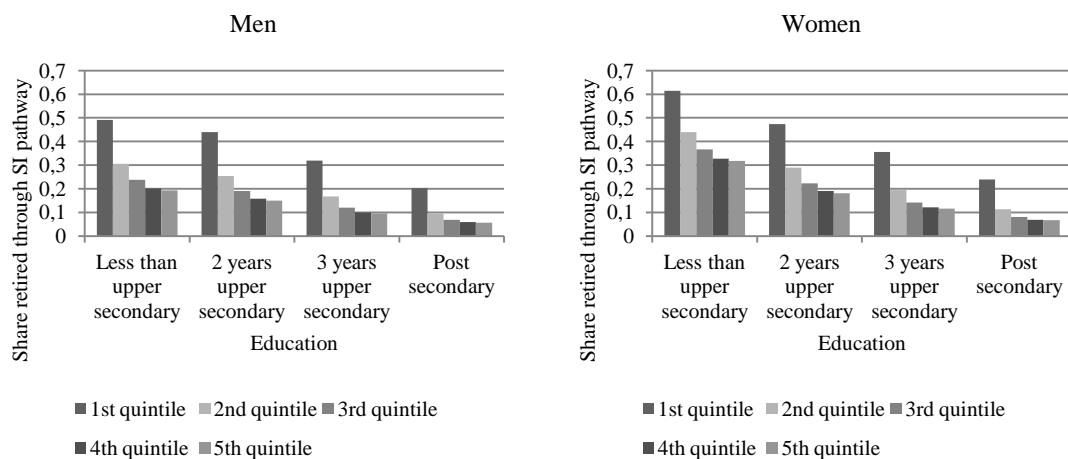 Men
Share retired through SI pathway
0,7
0,6
0,5
0,4
0,3
0,2
0,1
0
Less than upper secondary
2 years upper secondary
3 years upper secondary
Post secondary
Education
1st quintile 2nd quintile 3rd quintile
4th quintile 5th quintile
Women
Share retired through SI pathway
0,7
0,6
0,5
0,4
0,3
0,2
0,1
0
Less than upper secondary
2 years upper secondary
3 years upper secondary
Post secondary
Education
1st quintile 2nd quintile 3rd quintile
4th quintile 5th quintile